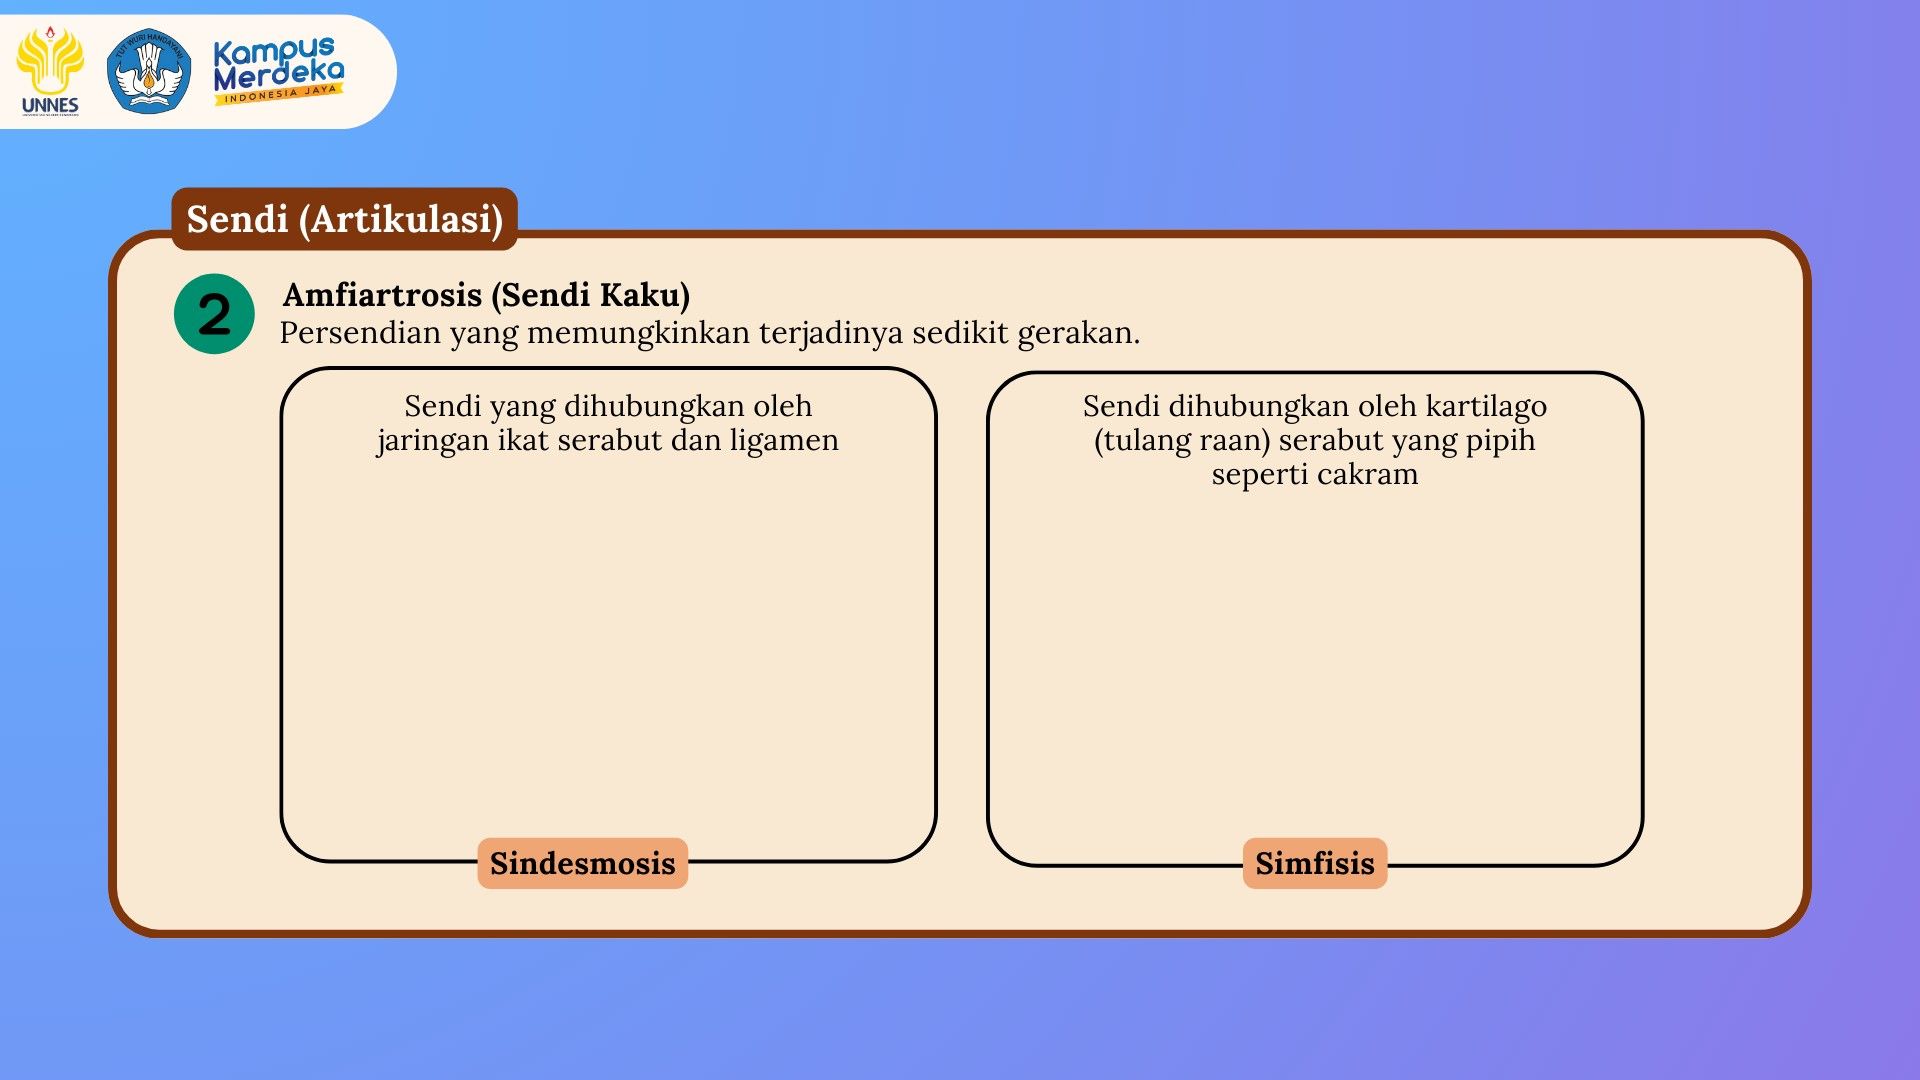 UNNES
TUT WURI HANDAYANI
Kampus
Merdeka
INDONESIA JAYA
Sendi (Artikulasi)
2
Amfiartrosis (Sendi Kaku)
Persendian yang memungkinkan terjadinya sedikit gerakan.
Sendi yang dihubungkan oleh
jaringan ikat serabut dan ligamen
Sindesmosis
Sendi dihubungkan oleh kartilago
(tulang raan) serabut yang pipih
seperti cakram
Simfisis